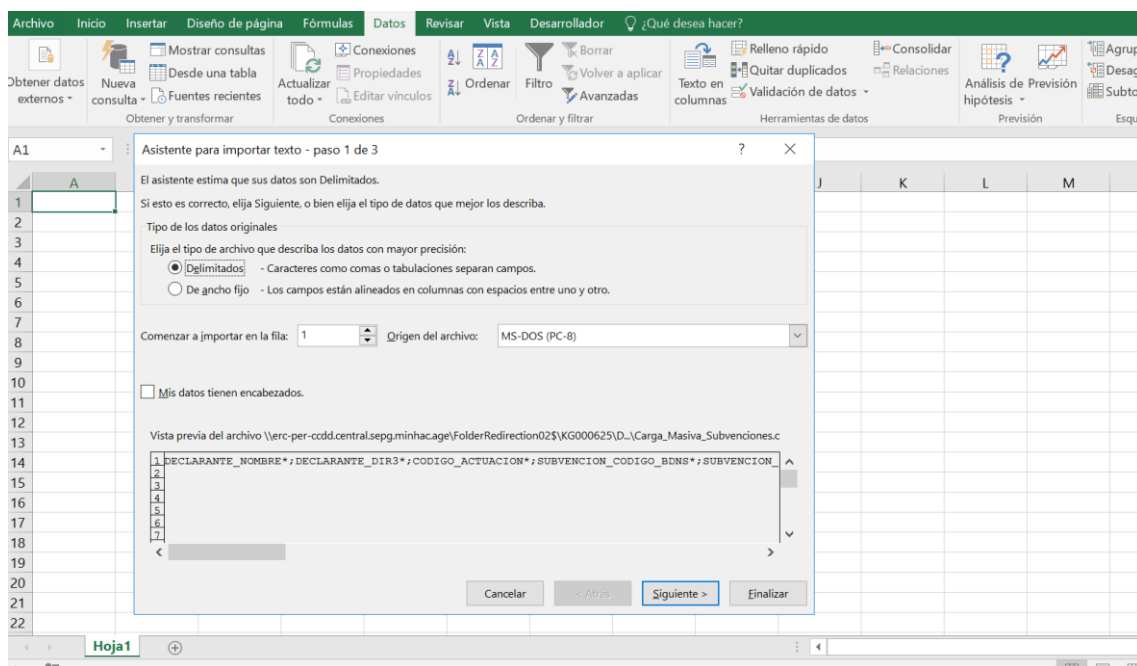 Archivo Inicio Insertar Diseño de página Fórmulas Datos Revisar Vista Desarrollador ¿Qué desea hacer?
Obtener datos externos
Nueva consulta
Mostrar consultas
Desde una tabla
Fuentes recientes
Obtener y transformar
Actualizar todo
Conexiones
Propiedades
Editar vínculos
Conexiones
Ordenar
Filtro
Borrar
Volver a aplicar
Avanzadas
Ordenar y filtrar
Texto en columnas
Relleno rápido
Quitar duplicados
Validación de datos
Consolidar
Relaciones
Herramientas de datos
Análisis de hipótesis
Previsión
Previsión
Agrup
Desag
Subto
Esqu
A1
Asistente para importar texto - paso 1 de 3 ?
El asistente estima que sus datos son Delimitados.
Si esto es correcto, elija Siguiente, o bien elija el tipo de datos que mejor los describa.
Tipo de los datos originales
Elija el tipo de archivo que describa los datos con mayor precisión:
Delimitados - Caracteres como comas o tabulaciones separan campos.
De ancho fijo - Los campos están alineados en columnas con espacios entre uno y otro.
Comenzar a importar en la fila: 1 Origen del archivo: MS-DOS (PC-8)
Mis datos tienen encabezados.
Vista previa del archivo \\erc-per-ccdd.central.sepg.minhac.age\FolderRedirection02$\KG000625\D...\Carga_Masiva_Subvenciones.c
1 DECLARANTE_NOMBRE*;DECLARANTE_DIR3*;CODIGO_ACTUACION*;SUBVENCION_CODIGO_BDNS*;SUBVENCION_
2
3
4
5
6
7
Cancelar < Atrás Siguiente > Finalizar
A J K L M
1
2
3
4
5
6
7
8
9
10
11
12
13
14
15
16
17
18
19
20
21
22
Hoja1